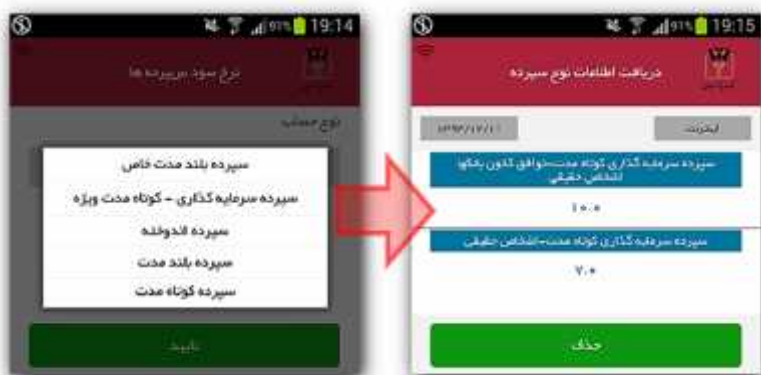 91% 19:14
نرخ سود سپرده ها
نوع حساب
سپرده بلند مدت خاص
سپرده سرمایه گذاری - کوتاه مدت ویژه
سپرده اندوخته
سپرده بلند مدت
سپرده کوتاه مدت
تایید
91% 19:15
دریافت اطلاعات نوع سپرده
اینترنت
سپرده سرمایه گذاری کوتاه مدت-توافق کانون بانکها
اشخاص حقیقی
۱۰.۰
سپرده سرمایه گذاری کوتاه مدت-اشخاص حقیقی
۷.۰
حذف